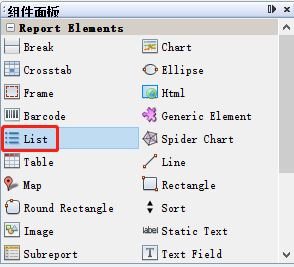 组件面板
Report Elements
Break Chart
Crosstab Ellipse
Frame Html
Barcode Generic Element
List Spider Chart
Table Line
Map Rectangle
Round Rectangle Sort
Image label Static Text
Subreport T Text Field